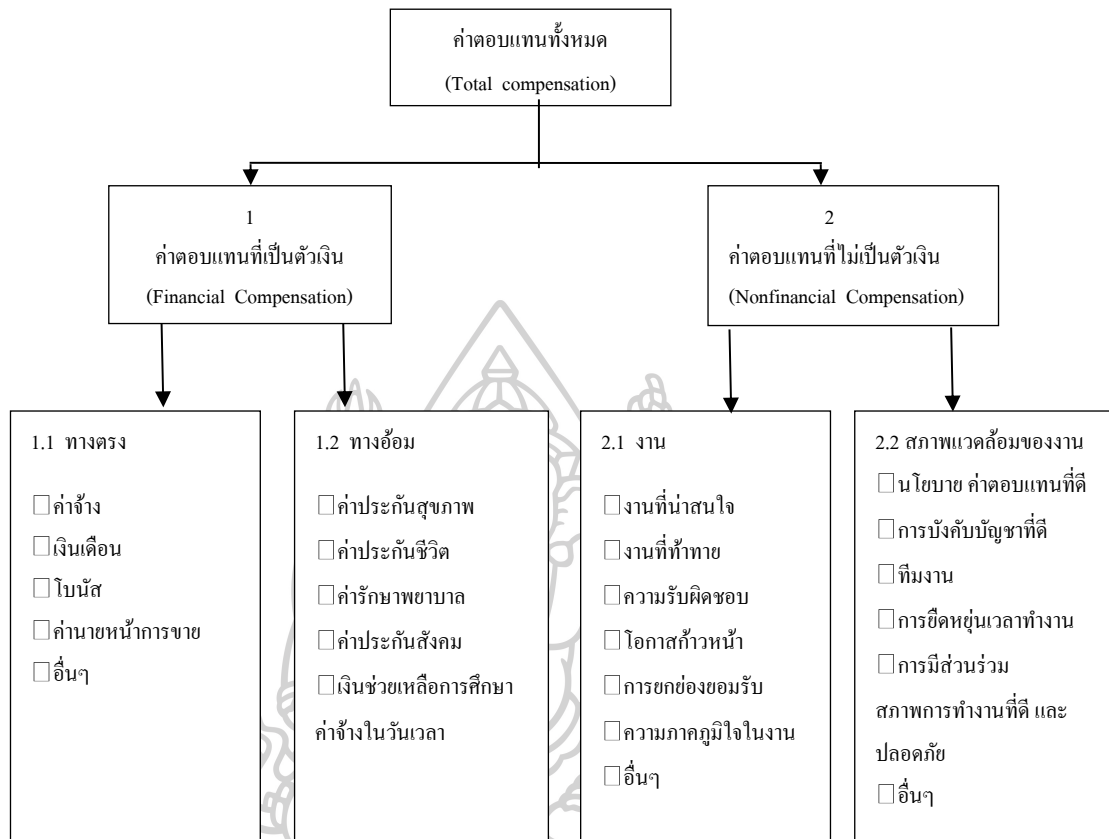 ค่าตอบแทนทั้งหมด
(Total compensation)
1
ค่าตอบแทนที่เป็นตัวเงิน
(Financial Compensation)
2
ค่าตอบแทนที่ไม่เป็นตัวเงิน
(Nonfinancial Compensation)
1.1 ทางตรง
ค่าจ้าง
เงินเดือน
โบนัส
ค่านายหน้าการขาย
อื่นๆ
1.2 ทางอ้อม
ค่าประกันสุขภาพ
ค่าประกันชีวิต
ค่ารักษาพยาบาล
ค่าประกันสังคม
เงินช่วยเหลือการศึกษา
ค่าจ้างในวันเวลา
2.1 งาน
งานที่น่าสนใจ
งานที่ท้าทาย
ความรับผิดชอบ
โอกาสก้าวหน้า
การยกย่องยอมรับ
ความภาคภูมิใจในงาน
อื่นๆ
2.2 สภาพแวดล้อมของงาน
นโยบาย ค่าตอบแทนที่ดี
การบังคับบัญชาที่ดี
ทีมงาน
การยืดหยุ่นเวลาทำงาน
การมีส่วนร่วม
สภาพการทำงานที่ดี และ
ปลอดภัย
อื่นๆ